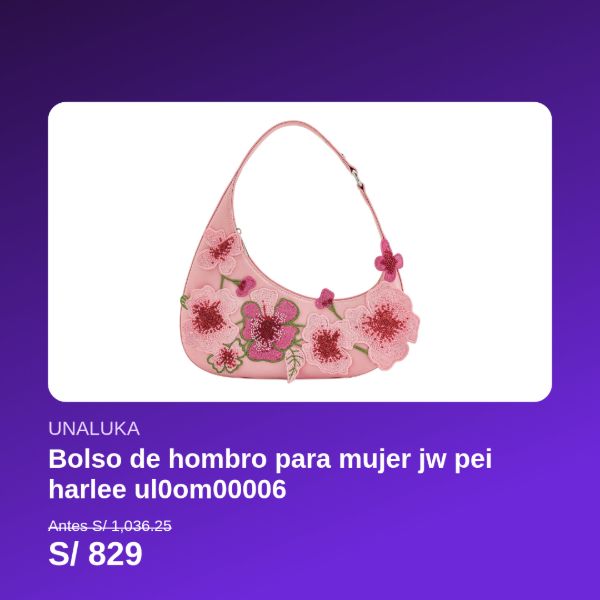 UNALUKA
Bolso de hombro para mujer jw pei
harlee ul0om00006
Antes S/ 1,036.25
S/ 829